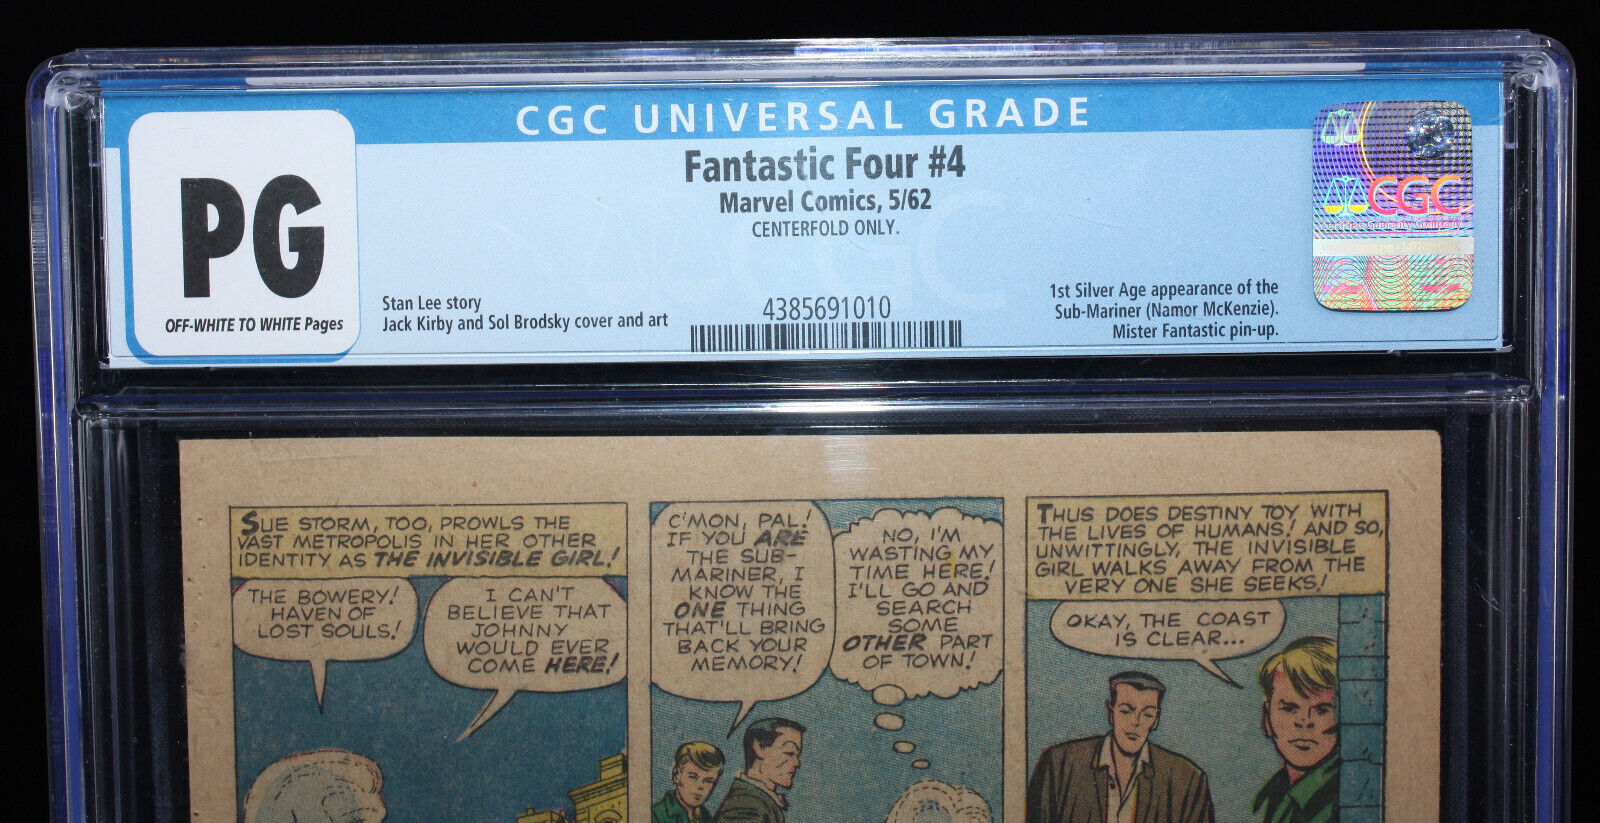 CGC UNIVERSAL GRADE
PG
OFF-WHITE TO WHITE Pages
Fantastic Four #4
Marvel Comics, 5/62
CENTERFOLD ONLY.
Stan Lee story
Jack Kirby and Sol Brodsky cover and art
4385691010
1st Silver Age appearance of the
Sub-Mariner (Namor McKenzie).
Mister Fantastic pin-up.
CGC
SUE STORM, TOO, PROWLS THE
VAST METROPOLIS IN HER OTHER
IDENTITY AS THE INVISIBLE GIRL!
THE BOWERY!
HAVEN OF
LOST SOULS!
I CAN'T
BELIEVE THAT
JOHNNY
WOULD EVER
COME HERE!
C'MON, PAL!
IF YOU ARE
THE SUB-
MARINER, I
KNOW THE
ONE THING
THAT'LL BRING
BACK YOUR
MEMORY!
NO, I'M
WASTING MY
TIME HERE!
I'LL GO AND
SEARCH
SOME
OTHER PART
OF TOWN!
THUS DOES DESTINY TOY WITH
THE LIVES OF HUMANS! AND SO,
UNWITTINGLY, THE INVISIBLE
GIRL WALKS AWAY FROM THE
VERY ONE SHE SEEKS!
OKAY, THE COAST
IS CLEAR...